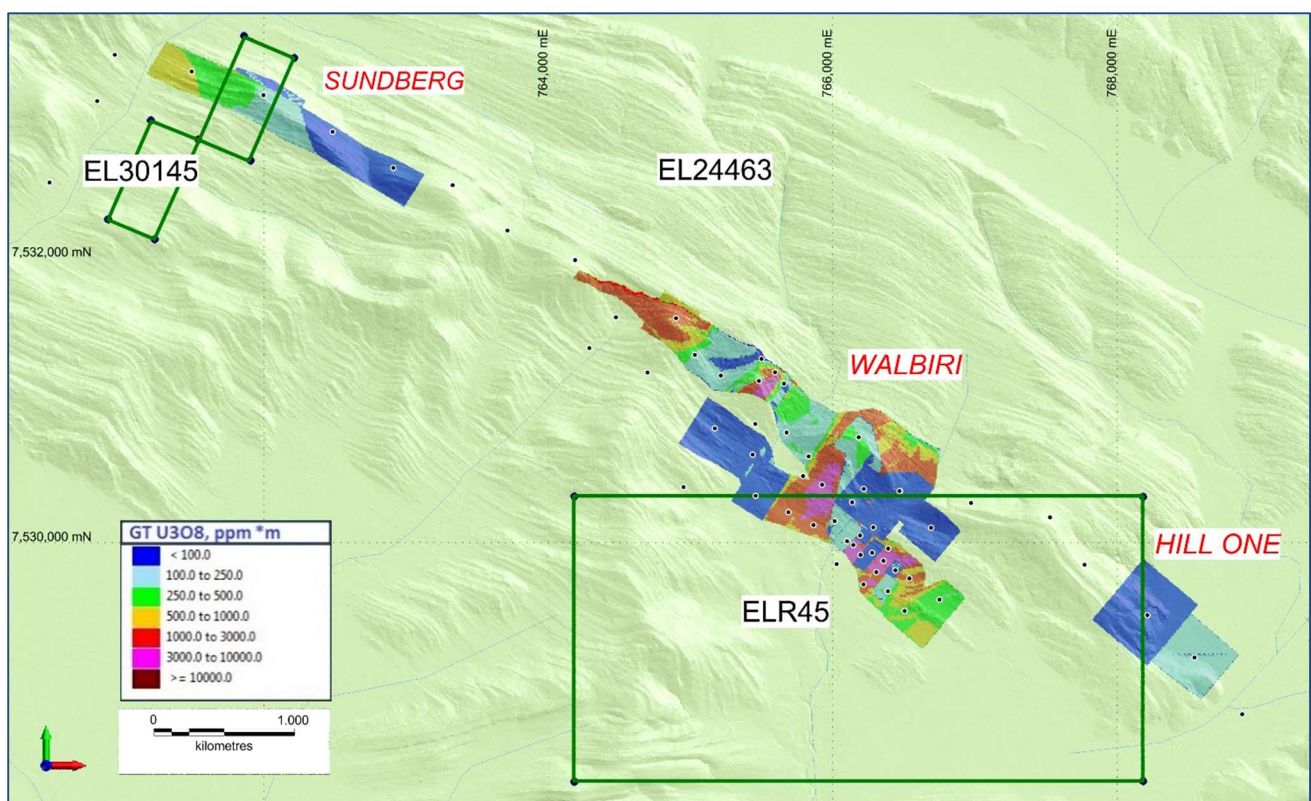 764,000 mE
766,000 mE
768,000 mE
SUNDBERG
EL30145
EL24463
7,532,000 mN
WALBIRI
HILL ONE
7,530,000 mN
ELR45
GT U3O8, ppm *m
< 100.0
100.0 to 250.0
250.0 to 500.0
500.0 to 1000.0
1000.0 to 3000.0
3000.0 to 10000.0
>= 10000.0
0 1.000
kilometres